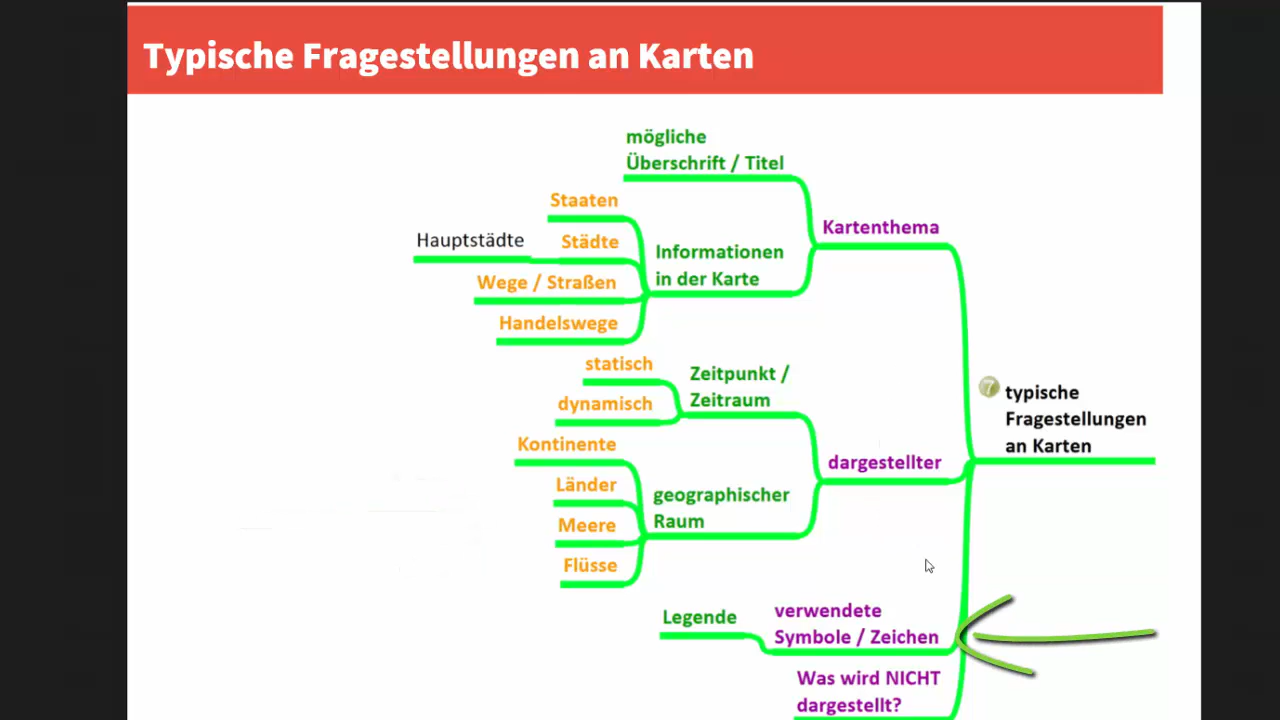 Typische Fragestellungen an Karten
mögliche
Überschrift / Titel
Staaten
Hauptstädte
Städte
Wege / Straßen
Handelswege
Informationen
in der Karte
Kartenthema
statisch
dynamisch
Zeitpunkt /
Zeitraum
Kontinente
Länder
Meere
Flüsse
geographischer
Raum
dargestellter
7
typische
Fragestellungen
an Karten
Legende
verwendete
Symbole / Zeichen
Was wird NICHT
dargestellt?